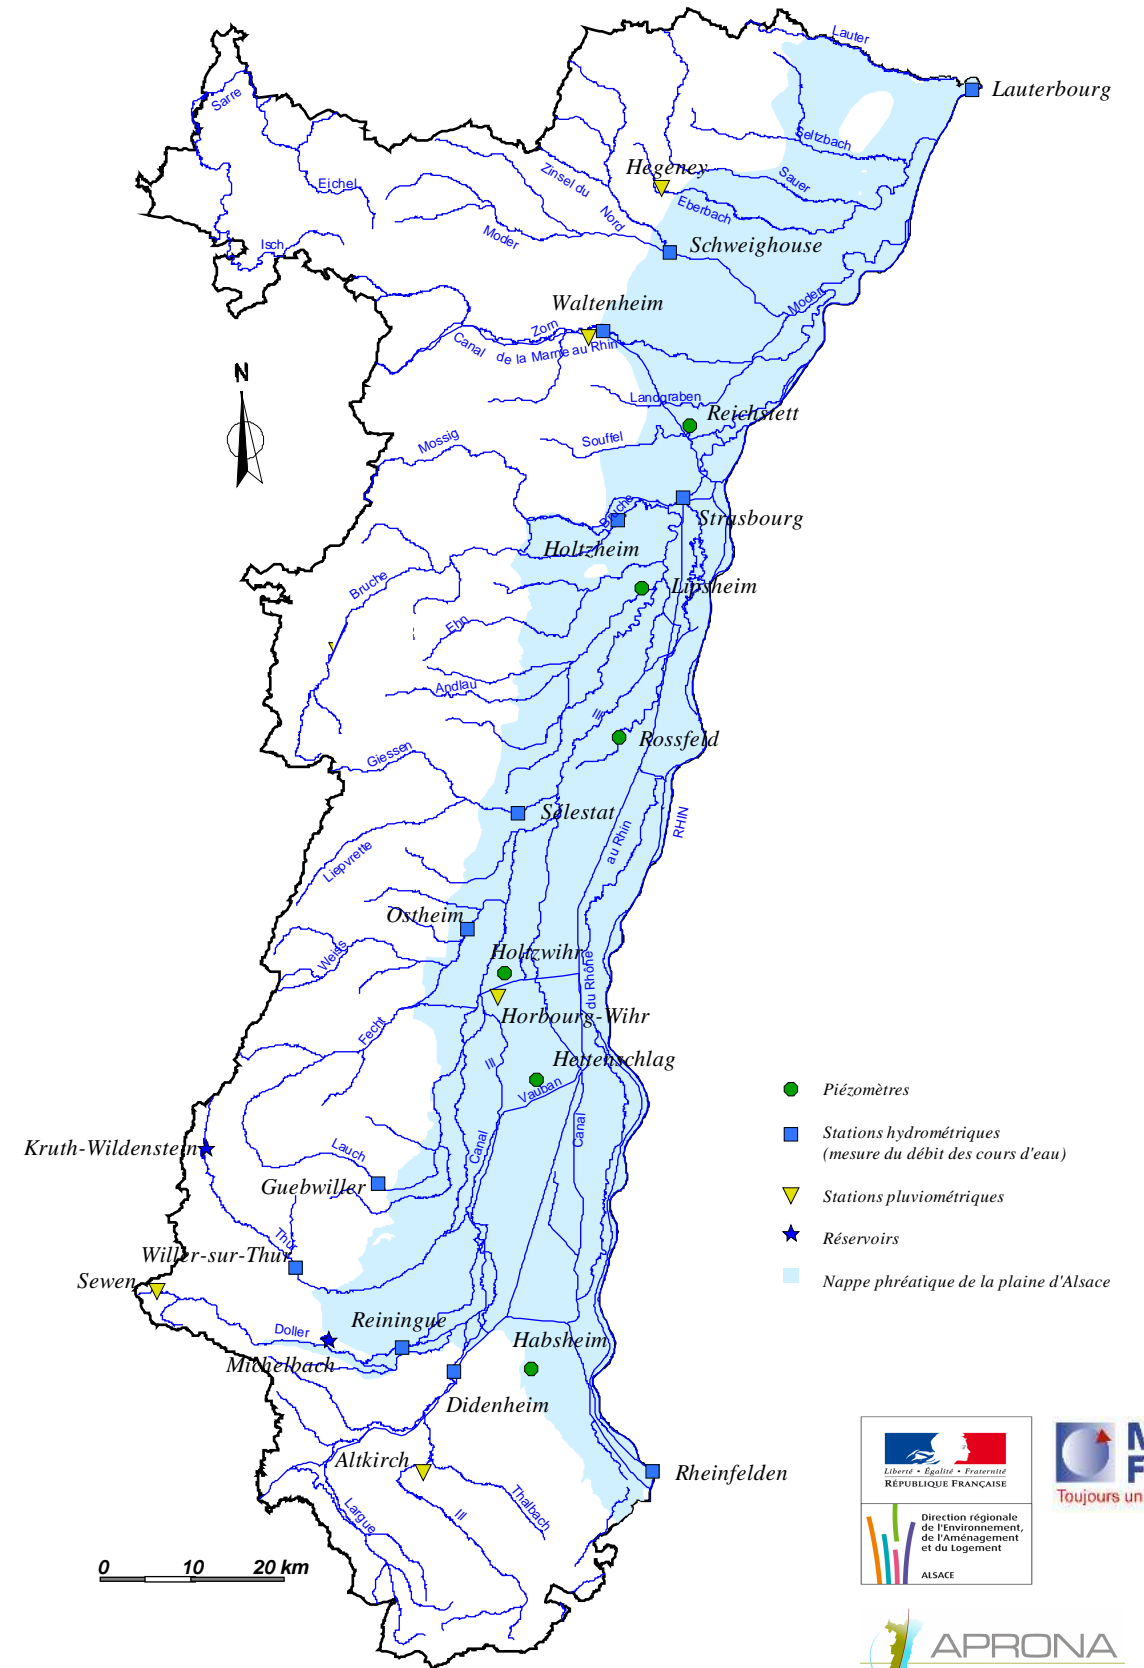 Lauter
Lauterbourg
Sarre
Seltzbach
Hegeney
Zinsel du
Nord
Sauer
Eichel
Eberbach
Moder
Isch
Schweighouse
Moder
Waltenheim
Zorn
Canal de la Marne au Rhin
N
Landgraben
Reichstett
Mossig
Souffel
Bruche
Strasbourg
Holtzheim
Bruche
Lipsheim
Ehn
Andlau
Ill
Rossfeld
Giessen
Sélestat
RHIN
au Rhin
Liepvrette
Ostheim
Weiss
Holtzwihr
du Rhône
Horbourg-Wihr
Fecht
Ill
Hettenschlag
Vauban
Canal
Canal
Kruth-Wildenstein
Lauch
Guebwiller
Thur
Willer-sur-Thur
Sewen
Doller
Reiningue
Michelbach
Habsheim
Didenheim
Altkirch
Rheinfelden
Largue
Ill
Thalbach
0 10 20 km
Piézomètres
Stations hydrométriques
(mesure du débit des cours d'eau)
Stations pluviométriques
Réservoirs
Nappe phréatique de la plaine d'Alsace
Liberté • Égalité • Fraternité
RÉPUBLIQUE FRANÇAISE
Direction régionale
de l'Environnement,
de l'Aménagement
et du Logement
ALSACE
M
F
Toujours un
APRONA